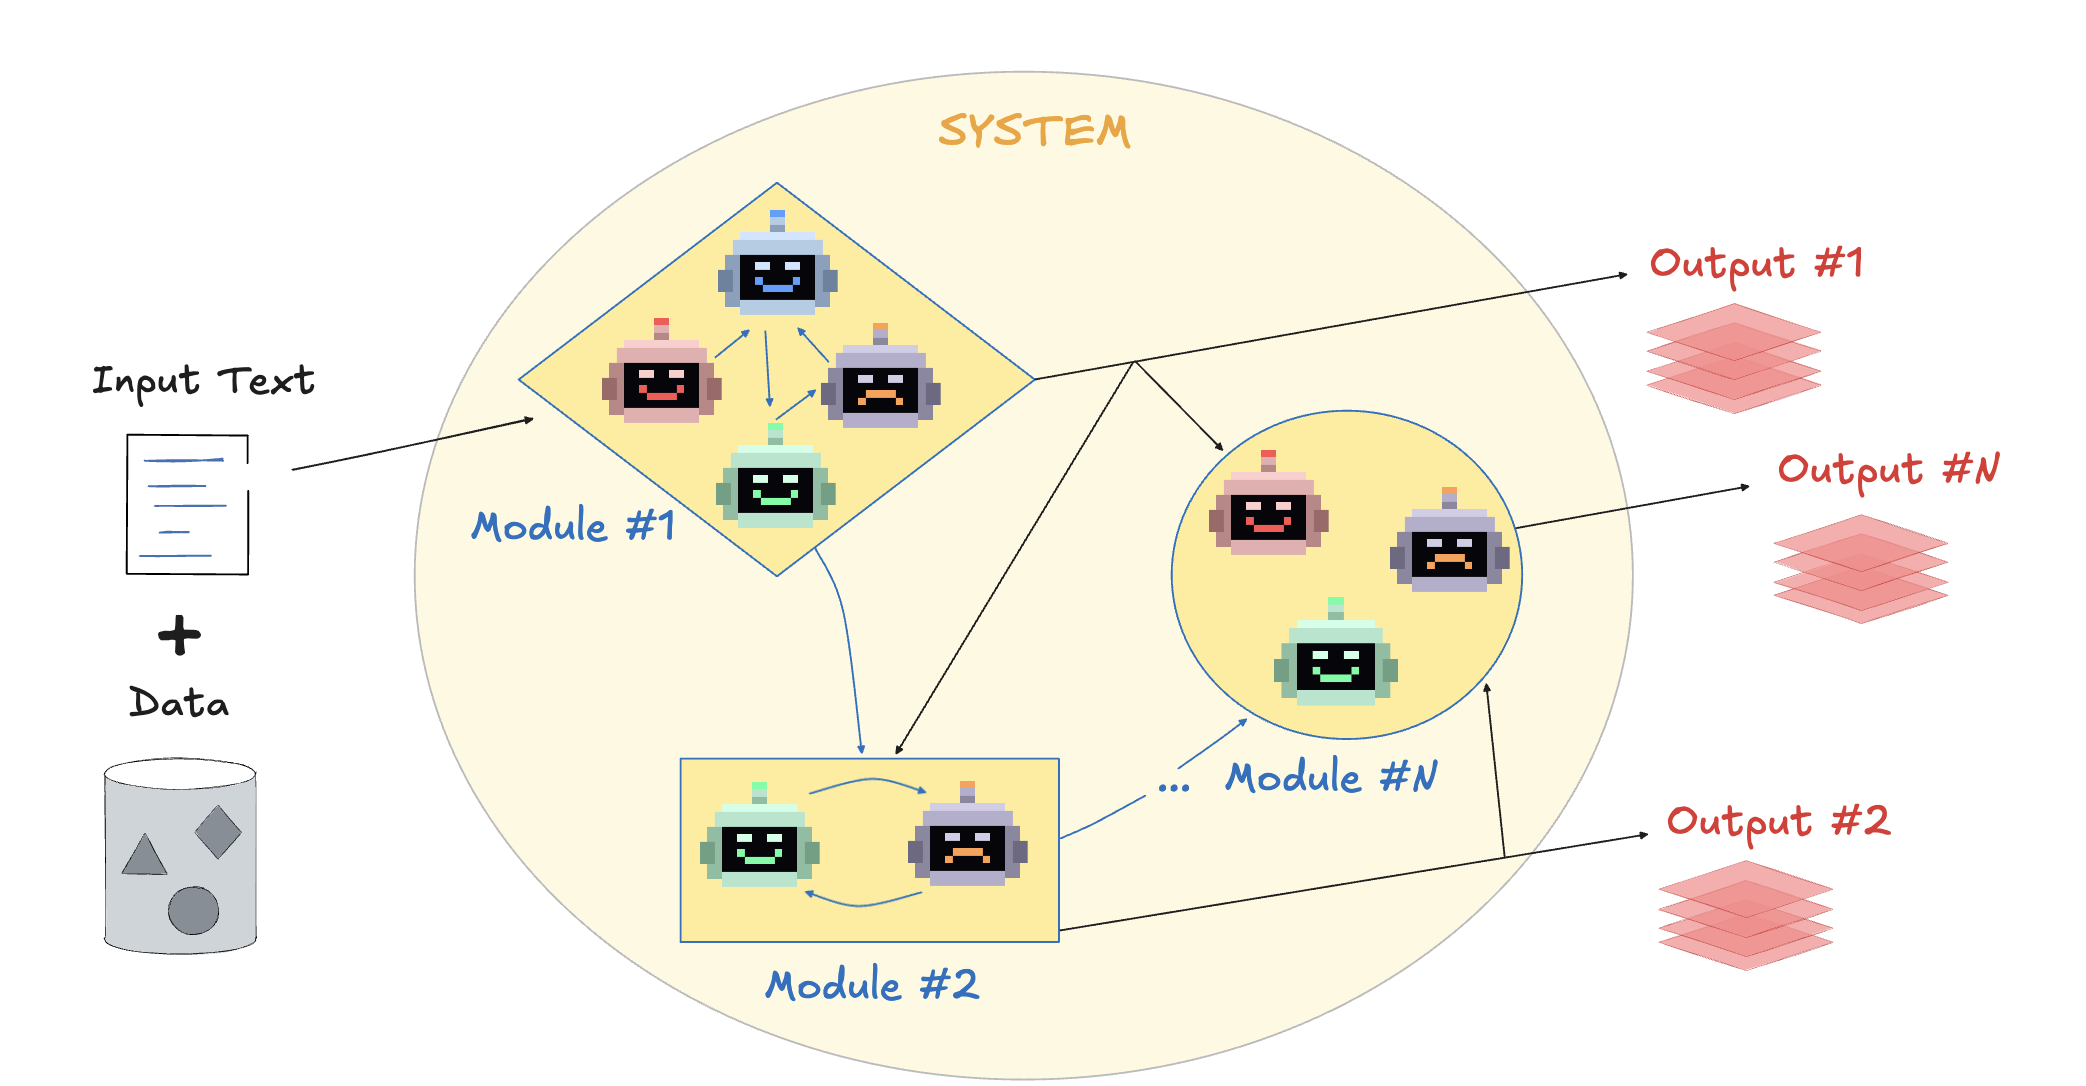 SYSTEM
Input Text
+
Data
Module #1
Module #2
...
Module #N
Output #1
Output #N
Output #2